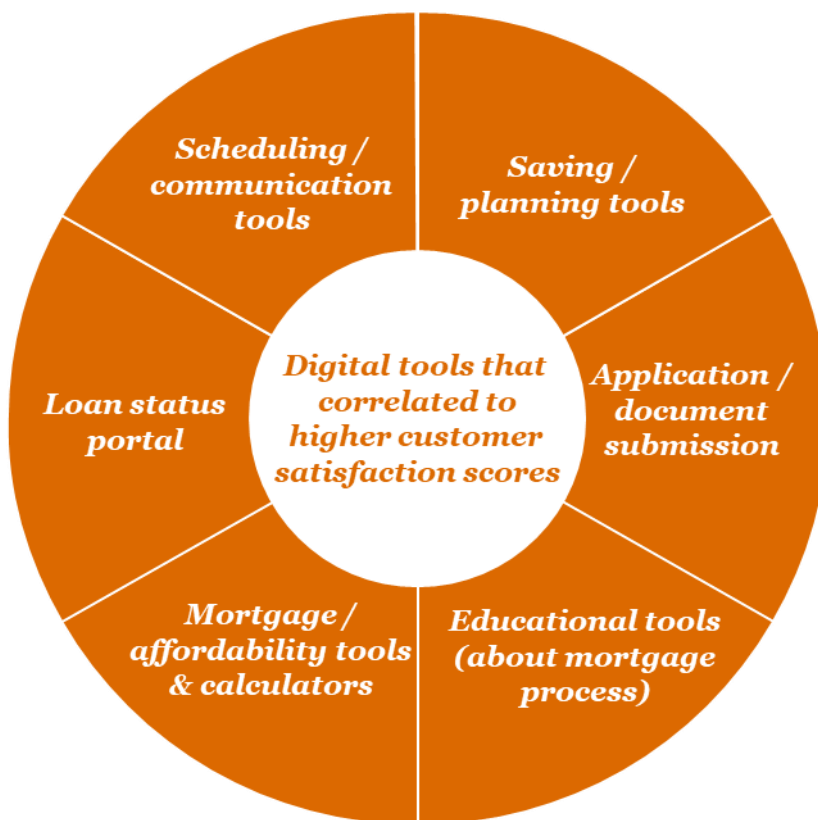 Scheduling /
communication
tools
Saving /
planning tools
Loan status
portal
Digital tools that
correlated to
higher customer
satisfaction scores
Application /
document
submission
Mortgage /
affordability tools
& calculators
Educational tools
(about mortgage
process)